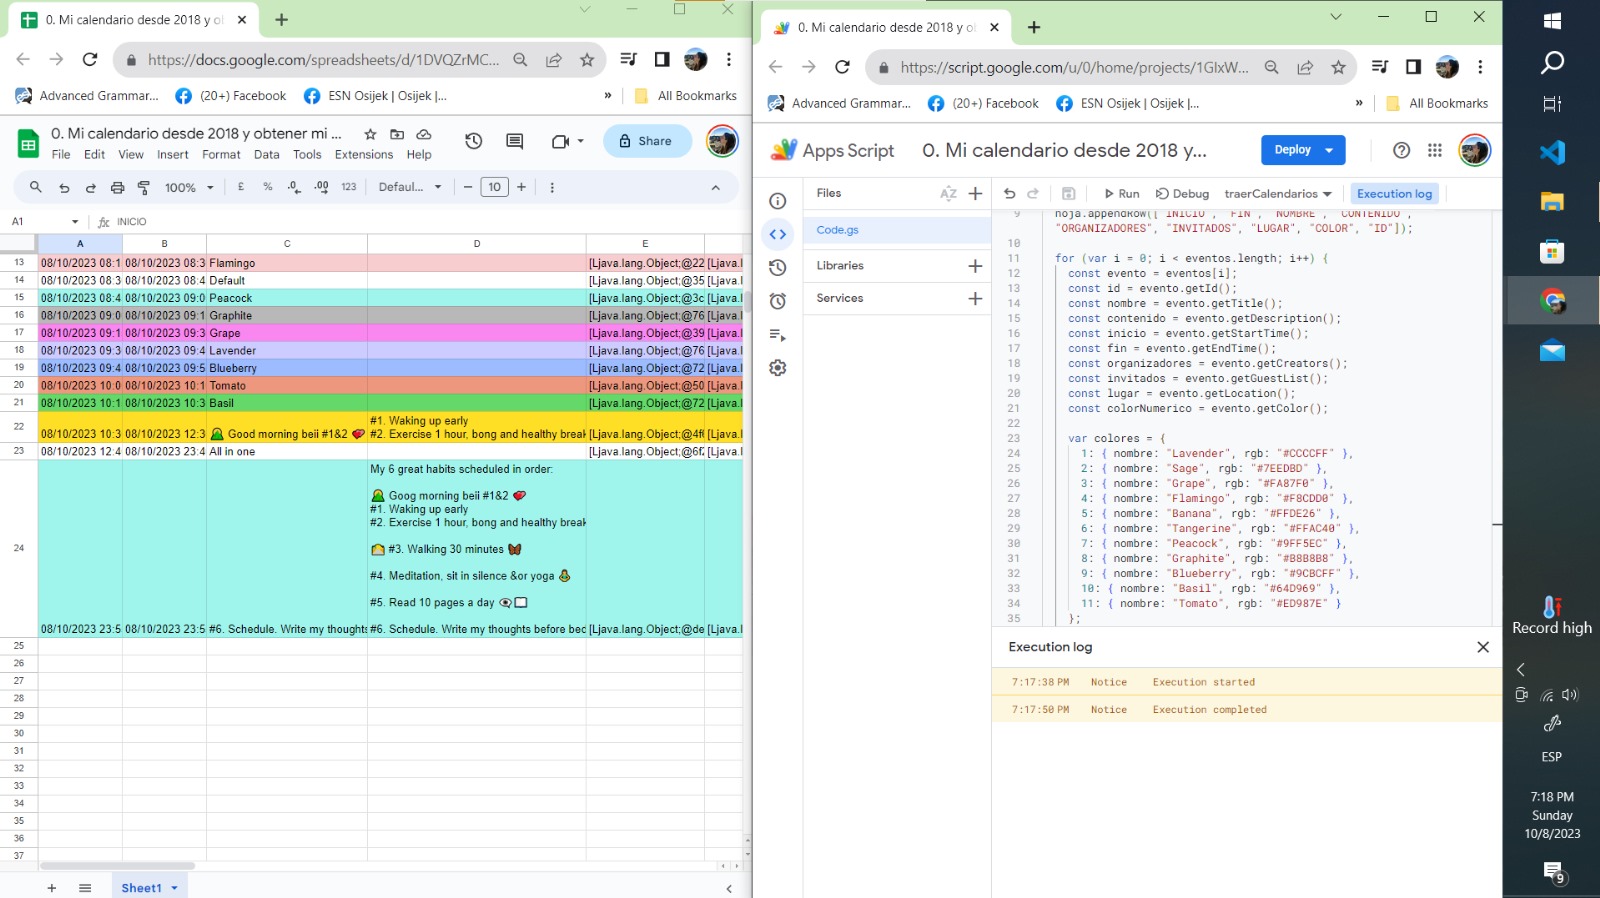 0. Mi calendario desde 2018 y o
https://docs.google.com/spreadsheets/d/1DVQZrMC...
Advanced Grammar... (20+) Facebook ESN Osijek | Osijek |... » All Bookmarks
0. Mi calendario desde 2018 y obtener mi ...
File Edit View Insert Format Data Tools Extensions Help
Share
100% £ % .0 .00 123 Defaul... − 10 +
A1 fx INICIO
A B C D E
13 08/10/2023 08:1 08/10/2023 08:3 Flamingo [Ljava.lang.Object;@22 [Ljava.l
14 08/10/2023 08:3 08/10/2023 08:4 Default [Ljava.lang.Object;@35 [Ljava.l
15 08/10/2023 08:4 08/10/2023 09:0 Peacock [Ljava.lang.Object;@3c [Ljava.l
16 08/10/2023 09:0 08/10/2023 09:1 Graphite [Ljava.lang.Object;@76 [Ljava.l
17 08/10/2023 09:1 08/10/2023 09:3 Grape [Ljava.lang.Object;@39 [Ljava.l
18 08/10/2023 09:3 08/10/2023 09:4 Lavender [Ljava.lang.Object;@76 [Ljava.l
19 08/10/2023 09:4 08/10/2023 09:5 Blueberry [Ljava.lang.Object;@72 [Ljava.l
20 08/10/2023 10:0 08/10/2023 10:1 Tomato [Ljava.lang.Object;@50 [Ljava.l
21 08/10/2023 10:1 08/10/2023 10:3 Basil [Ljava.lang.Object;@72 [Ljava.l
#1. Waking up early
22 08/10/2023 10:3 08/10/2023 12:3 Good morning beii #1&2 #2. Exercise 1 hour, bong and healthy break [Ljava.lang.Object;@4f [Ljava.l
23 08/10/2023 12:4 08/10/2023 23:4 All in one [Ljava.lang.Object;@6f [Ljava.l
My 6 great habits scheduled in order:
Goog morning beii #1&2
#1. Waking up early
#2. Exercise 1 hour, bong and healthy break
#3. Walking 30 minutes
24
#4. Meditation, sit in silence &or yoga
#5. Read 10 pages a day
08/10/2023 23:5 08/10/2023 23:5 #6. Schedule. Write my thoughts #6. Schedule. Write my thoughts before bed [Ljava.lang.Object;@de [Ljava.l
25
26
27
28
29
30
31
32
33
34
35
36
37
Sheet1
0. Mi calendario desde 2018 y o
https://script.google.com/u/0/home/projects/1GlxW...
Advanced Grammar... (20+) Facebook ESN Osijek | Osijek |... » All Bookmarks
Apps Script 0. Mi calendario desde 2018 y... Deploy
Files AZ
Code.gs
Libraries
Services
Run Debug traerCalendarios Execution log
9 hoja.appendRow(["INICIO", "FIN", "NOMBRE", "CONTENIDO",
"ORGANIZADORES", "INVITADOS", "LUGAR", "COLOR", "ID"]);
10
11 for (var i = 0; i < eventos.length; i++) {
12 const evento = eventos[i];
13 const id = evento.getId();
14 const nombre = evento.getTitle();
15 const contenido = evento.getDescription();
16 const inicio = evento.getStartTime();
17 const fin = evento.getEndTime();
18 const organizadores = evento.getCreators();
19 const invitados = evento.getGuestList();
20 const lugar = evento.getLocation();
21 const colorNumerico = evento.getColor();
22
23 var colores = {
24 1: { nombre: "Lavender", rgb: "#CCCCFF" },
25 2: { nombre: "Sage", rgb: "#7EEDBD" },
26 3: { nombre: "Grape", rgb: "#FA87F0" },
27 4: { nombre: "Flamingo", rgb: "#F8CDD0" },
28 5: { nombre: "Banana", rgb: "#FFDE26" },
29 6: { nombre: "Tangerine", rgb: "#FFAC40" },
30 7: { nombre: "Peacock", rgb: "#9FF5EC" },
31 8: { nombre: "Graphite", rgb: "#B8B8B8" },
32 9: { nombre: "Blueberry", rgb: "#9CBCFF" },
33 10: { nombre: "Basil", rgb: "#64D969" },
34 11: { nombre: "Tomato", rgb: "#ED987E" }
35 };
Execution log
7:17:38 PM Notice Execution started
7:17:50 PM Notice Execution completed
Record high
ESP
7:18 PM
Sunday
10/8/2023
9